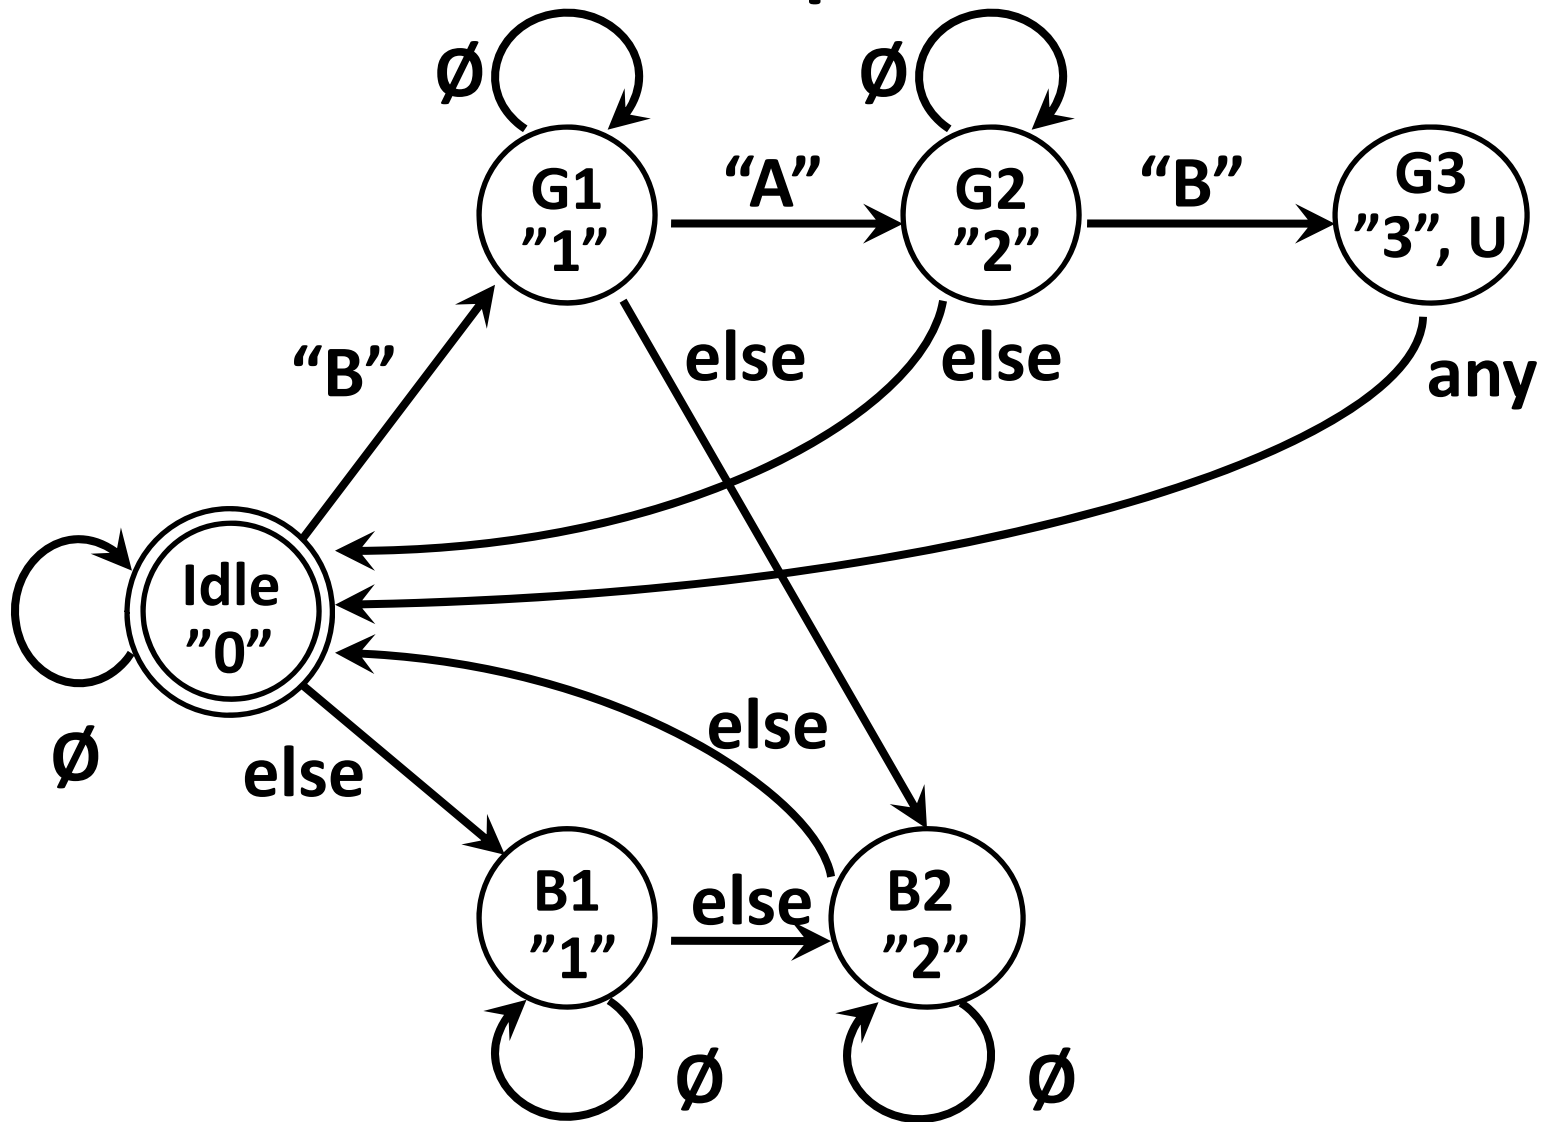 Ø
Ø
G1
”1”
“A”
G2
”2”
“B”
G3
”3”, U
“B”
else
else
any
Idle
”0”
Ø
else
else
B1
”1”
else
B2
”2”
Ø
Ø